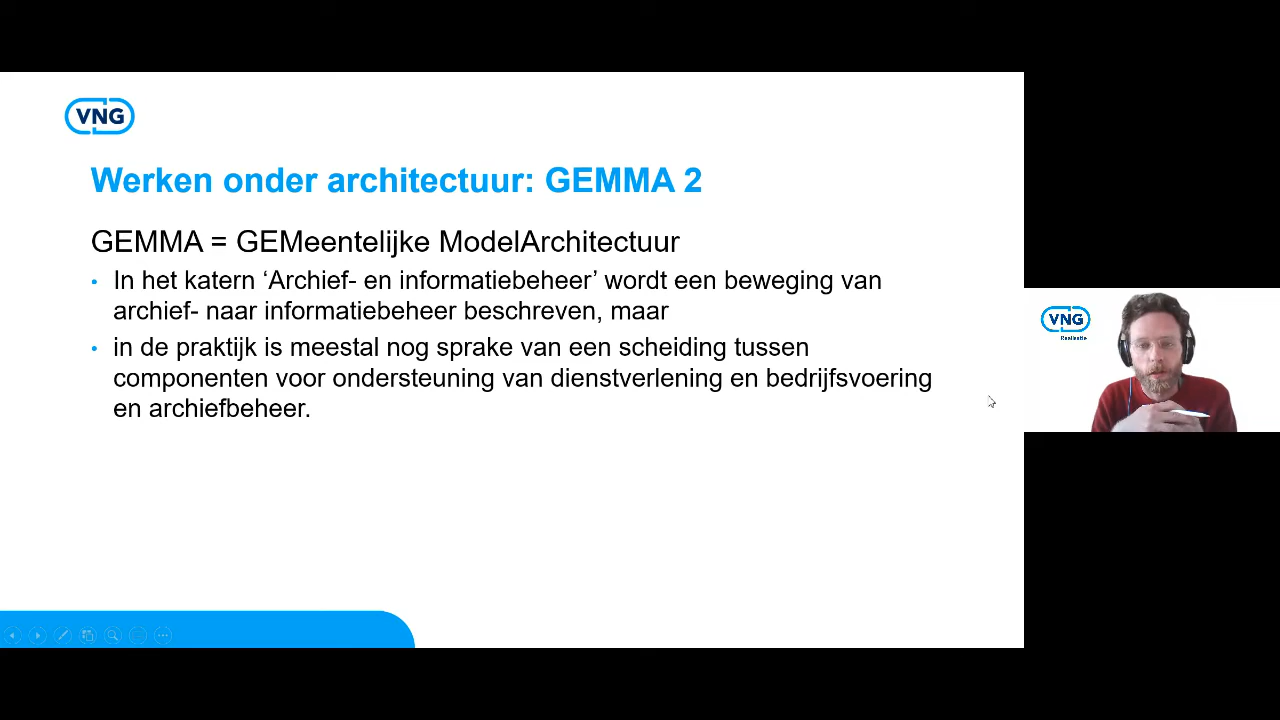 VNG
Werken onder architectuur: GEMMA 2
GEMMA = GEMeentelijke ModelArchitectuur
• In het katern ‘Archief- en informatiebeheer’ wordt een beweging van
archief- naar informatiebeheer beschreven, maar
• in de praktijk is meestal nog sprake van een scheiding tussen
componenten voor ondersteuning van dienstverlening en bedrijfsvoering
en archiefbeheer.
VNG
Realisatie